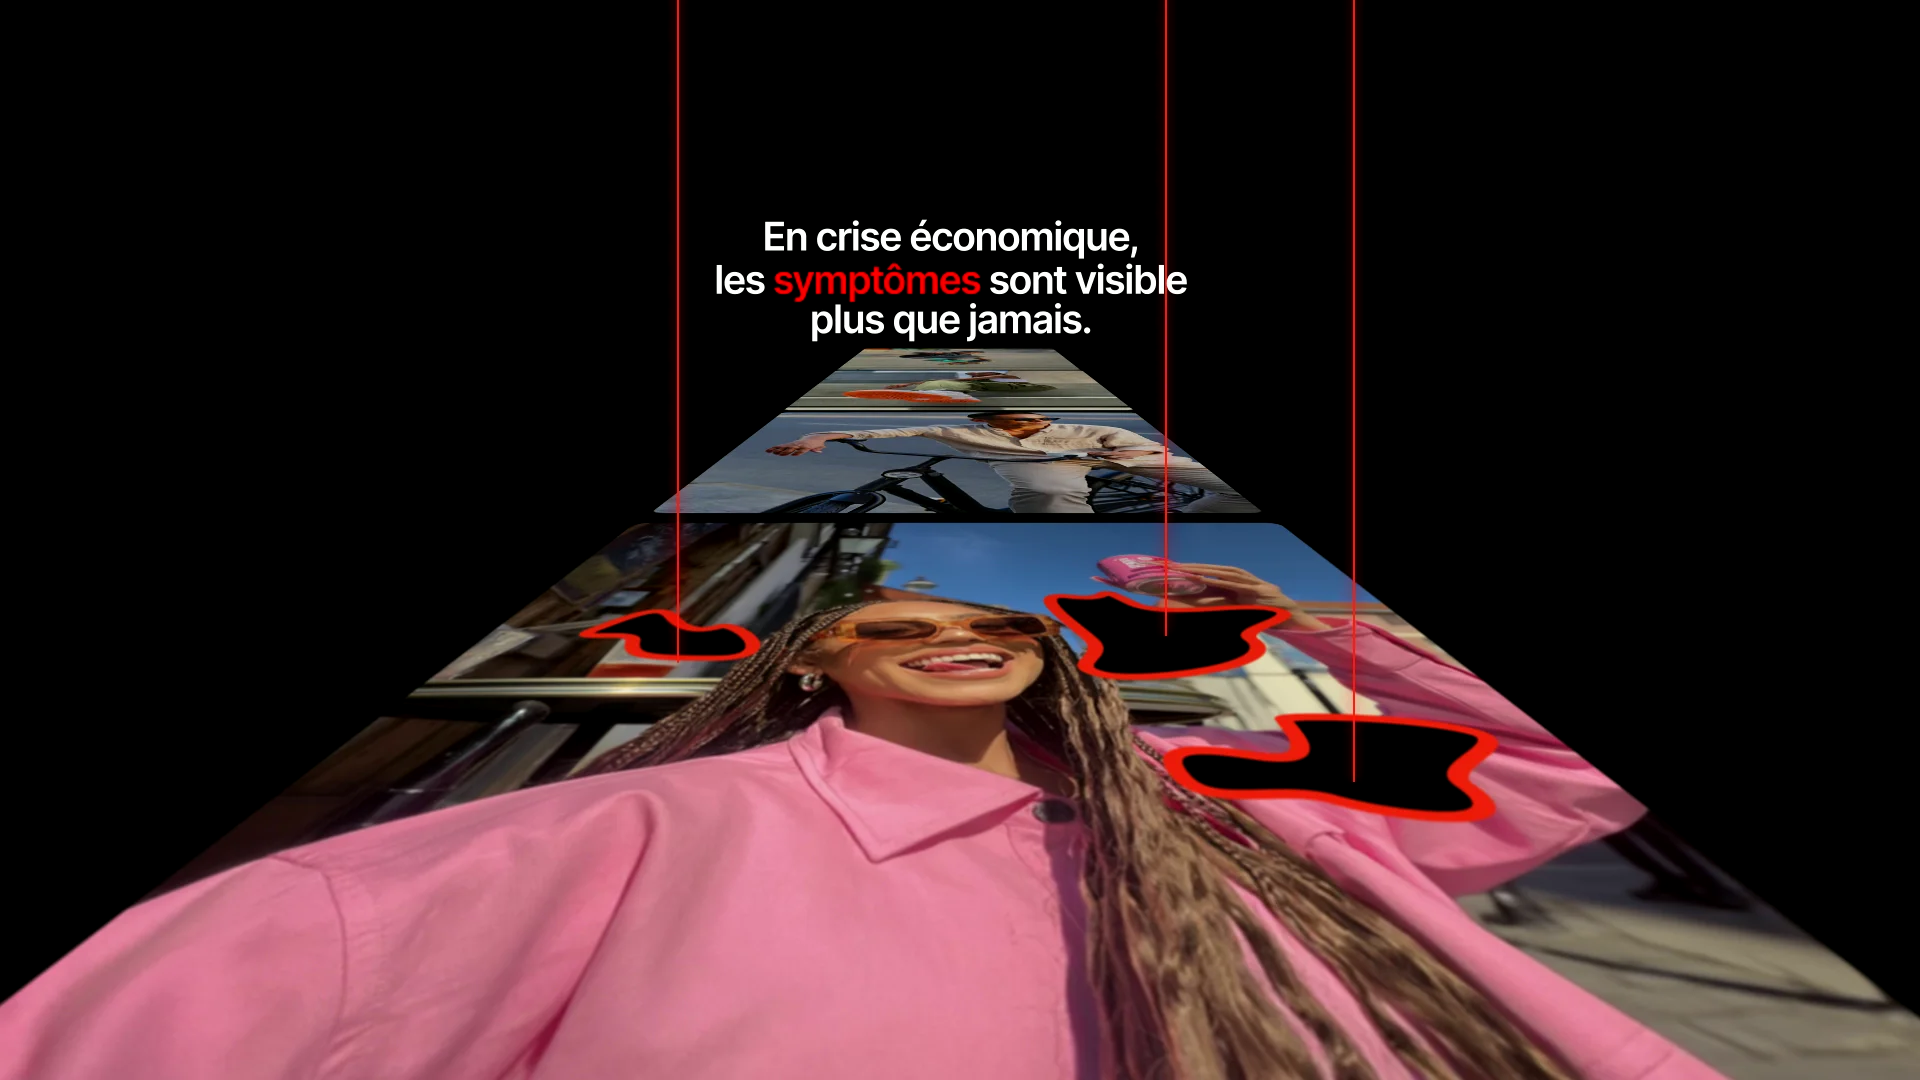 En crise économique,
les symptômes sont visible
plus que jamais.